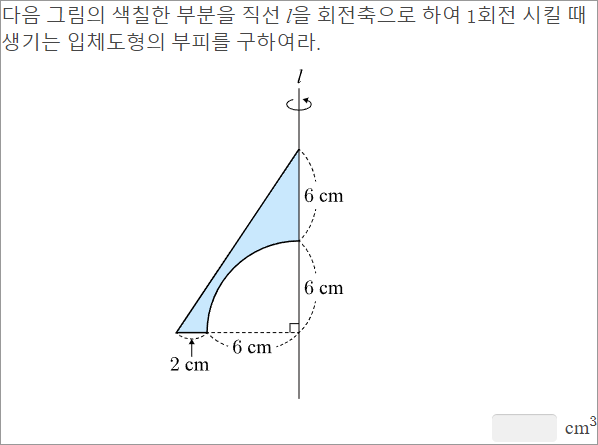 다음 그림의 색칠한 부분을 직선 l을 회전축으로 하여 1회전 시킬 때
생기는 입체도형의 부피를 구하여라.
l
6 cm
6 cm
6 cm
2 cm
cm³